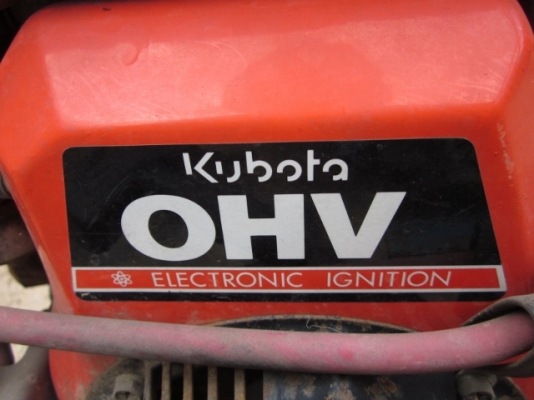 Kubota
OHV
ELECTRONIC IGNITION